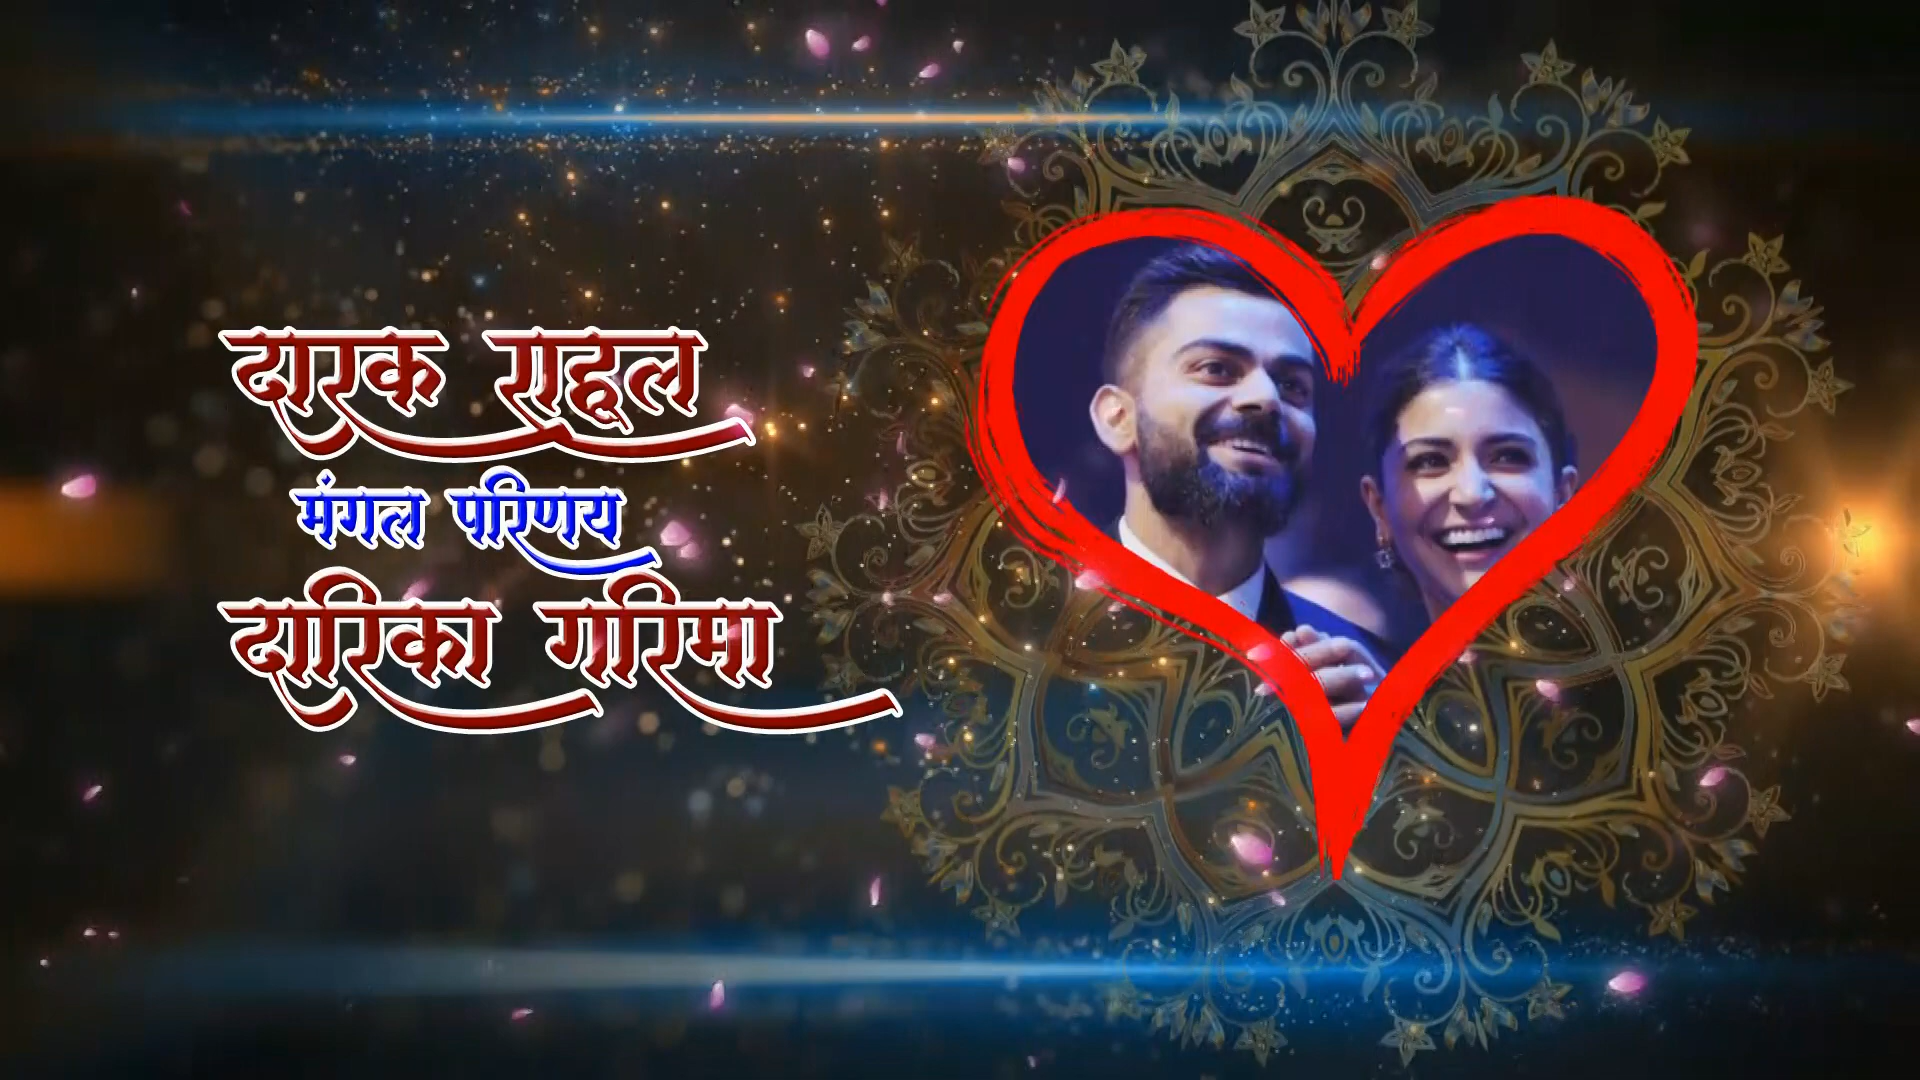 दारक राहूल
मंगल परिणय
दारिका गरिमा